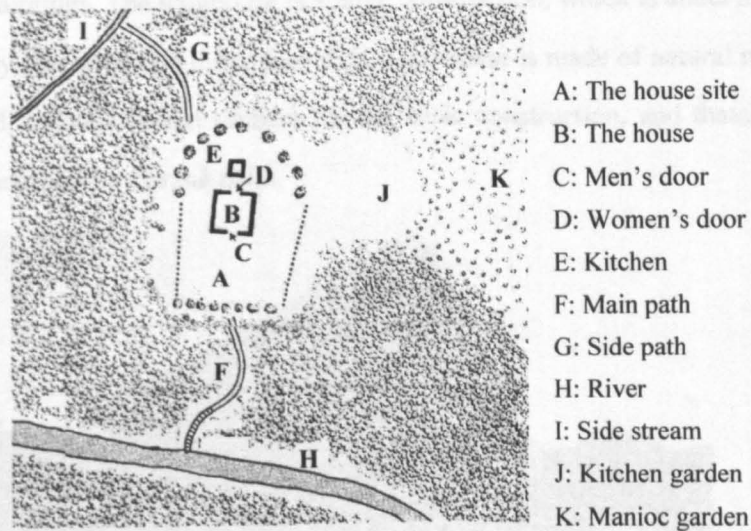 I
G
E
D
B
C
A
J
K
F
H
A: The house site
B: The house
C: Men's door
D: Women's door
E: Kitchen
F: Main path
G: Side path
H: River
I: Side stream
J: Kitchen garden
K: Manioc garden